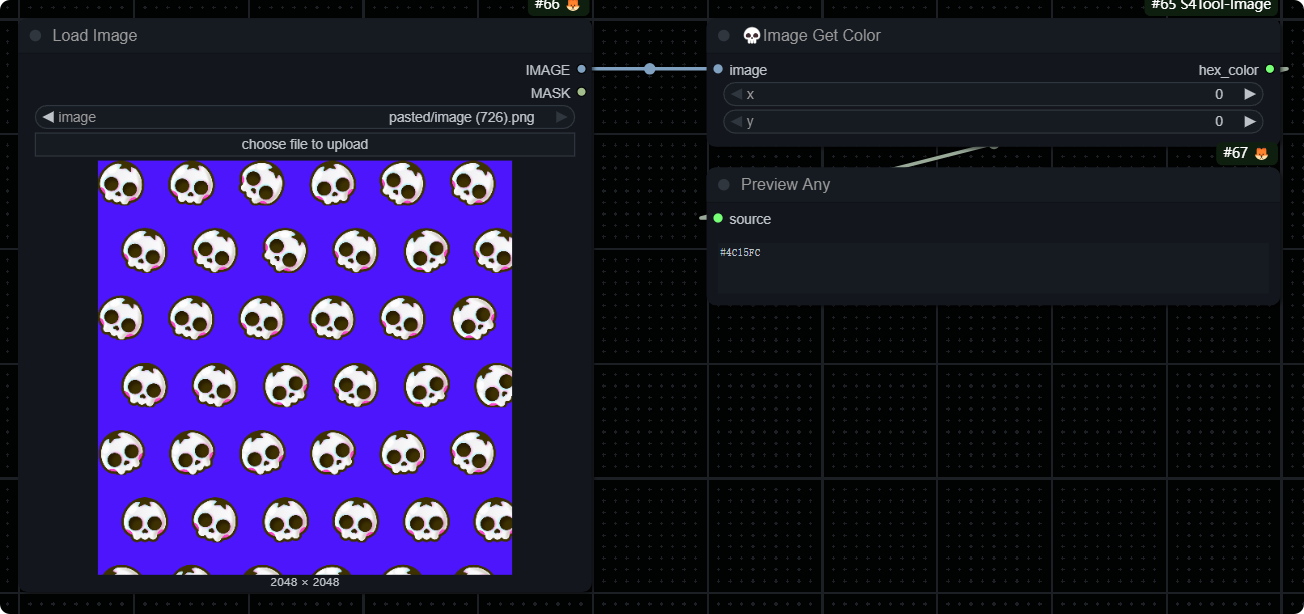 #66
Load Image
IMAGE
MASK
image
pasted/image (726).png
choose file to upload
2048 × 2048
#65 S4Tool-Image
Image Get Color
image
hex_color
x
0
y
0
#67
Preview Any
source
#4C15FC